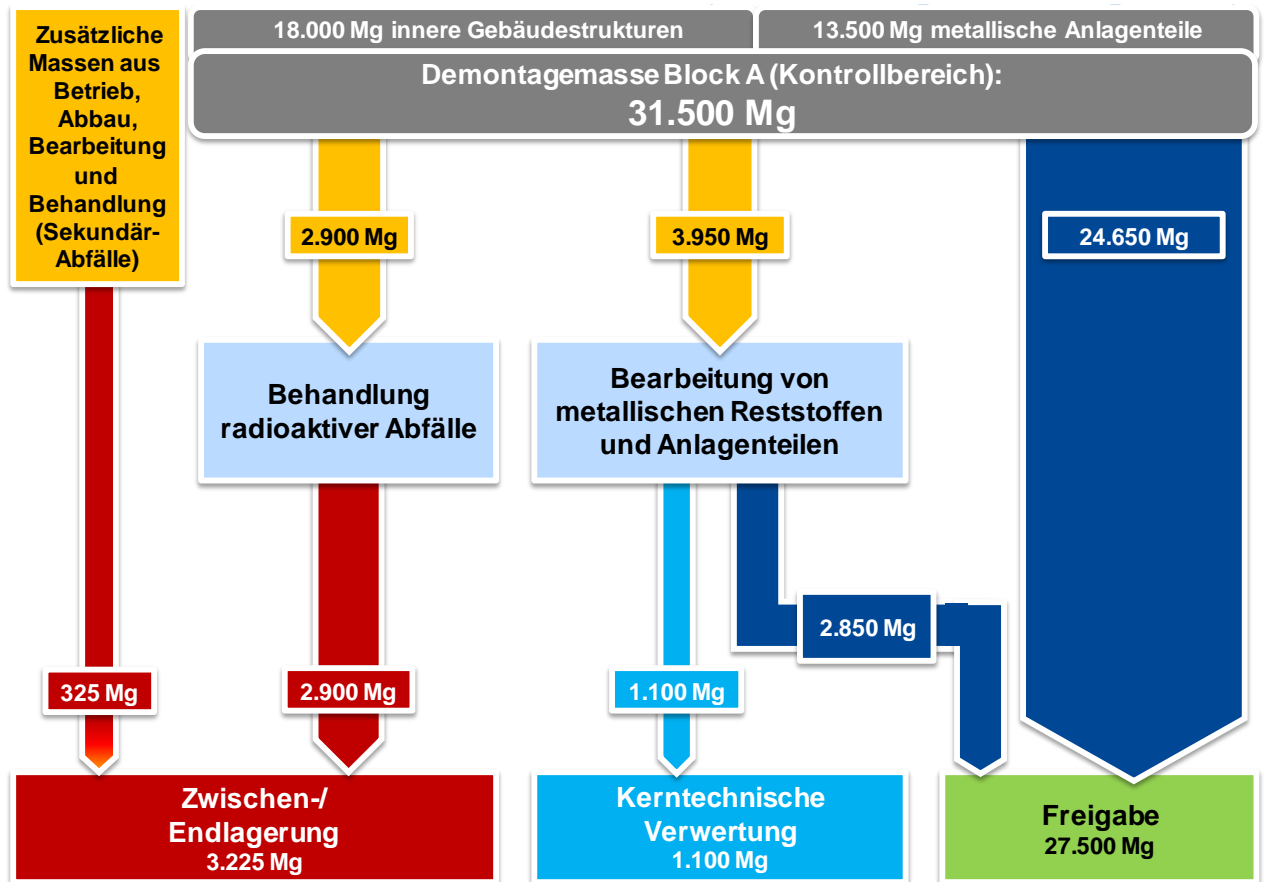 Zusätzliche
Massen aus
Betrieb,
Abbau,
Bearbeitung
und
Behandlung
(Sekundär-
Abfälle)
18.000 Mg innere Gebäudestrukturen
13.500 Mg metallische Anlagenteile
Demontagemasse Block A (Kontrollbereich):
31.500 Mg
2.900 Mg
3.950 Mg
24.650 Mg
Behandlung
radioaktiver Abfälle
Bearbeitung von
metallischen Reststoffen
und Anlagenteilen
2.850 Mg
325 Mg
2.900 Mg
1.100 Mg
Zwischen-/
Endlagerung
3.225 Mg
Kerntechnische
Verwertung
1.100 Mg
Freigabe
27.500 Mg